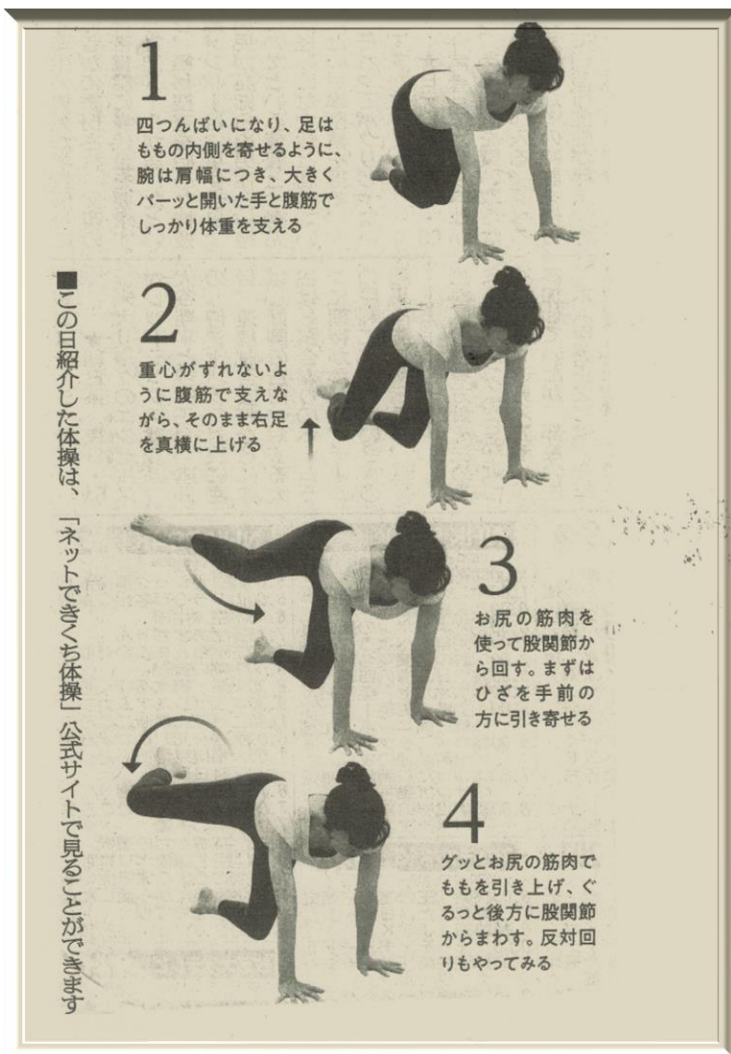 1
四つんばいになり、足は
ももの内側を寄せるように、
腕は肩幅につき、大きく
パーッと開いた手と腹筋で
しっかり体重を支える
2
重心がずれないよ
うに腹筋で支えな
がら、そのまま右足
を真横に上げる
3
お尻の筋肉を
使って股関節か
ら回す。まずは
ひざを手前の
方に引き寄せる
4
グッとお尻の筋肉で
ももを引き上げ、ぐ
るっと後方に股関節
からまわす。反対回
りもやってみる
■この日紹介した体操は、「ネットできくち体操」公式サイトで見ることができます